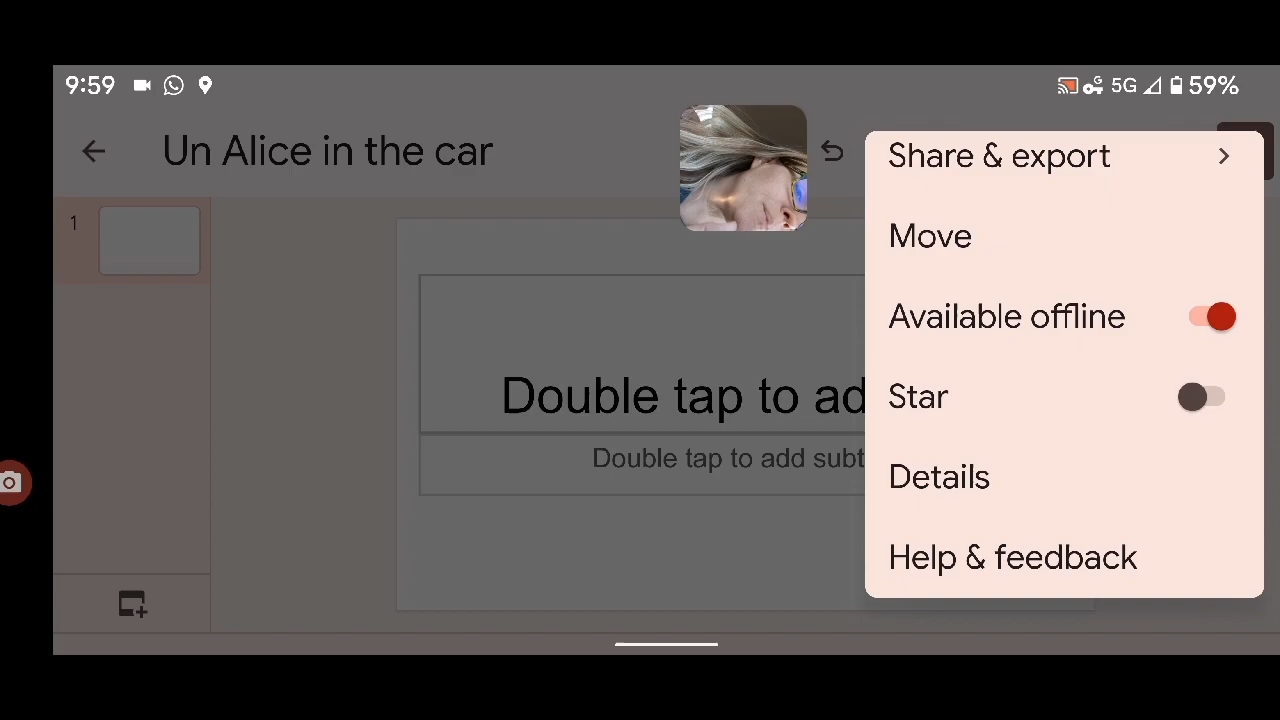 9:59 5G 59%
Un Alice in the car
Share & export
Move
Available offline
Star
Details
Help & feedback
1
Double tap to ad
Double tap to add subt